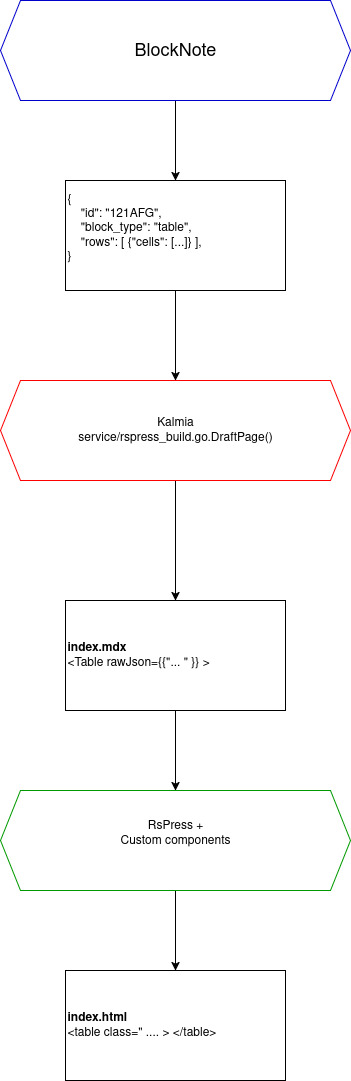 BlockNote
{
    "id": "121AFG",
    "block_type": "table",
    "rows": [ {"cells": [...]} ],
}
Kalmia
service/rspress_build.go.DraftPage()
index.mdx
<Table rawJson={{"... " }} >
RsPress +
Custom components
index.html
<table class=" .... > </table>